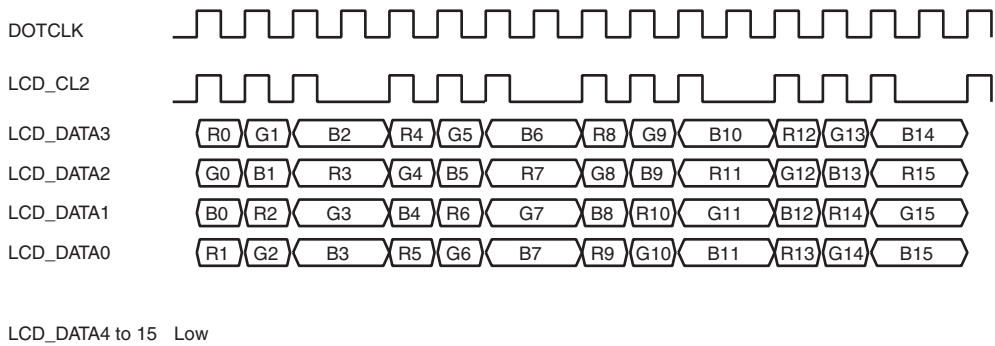 DOTCLK
LCD_CL2
LCD_DATA3 R0 G1 B2 R4 G5 B6 R8 G9 B10 R12 G13 B14
LCD_DATA2 G0 B1 R3 G4 B5 R7 G8 B9 R11 G12 B13 R15
LCD_DATA1 B0 R2 G3 B4 R6 G7 B8 R10 G11 B12 R14 G15
LCD_DATA0 R1 G2 B3 R5 G6 B7 R9 G10 B11 R13 G14 B15
LCD_DATA4 to 15 Low